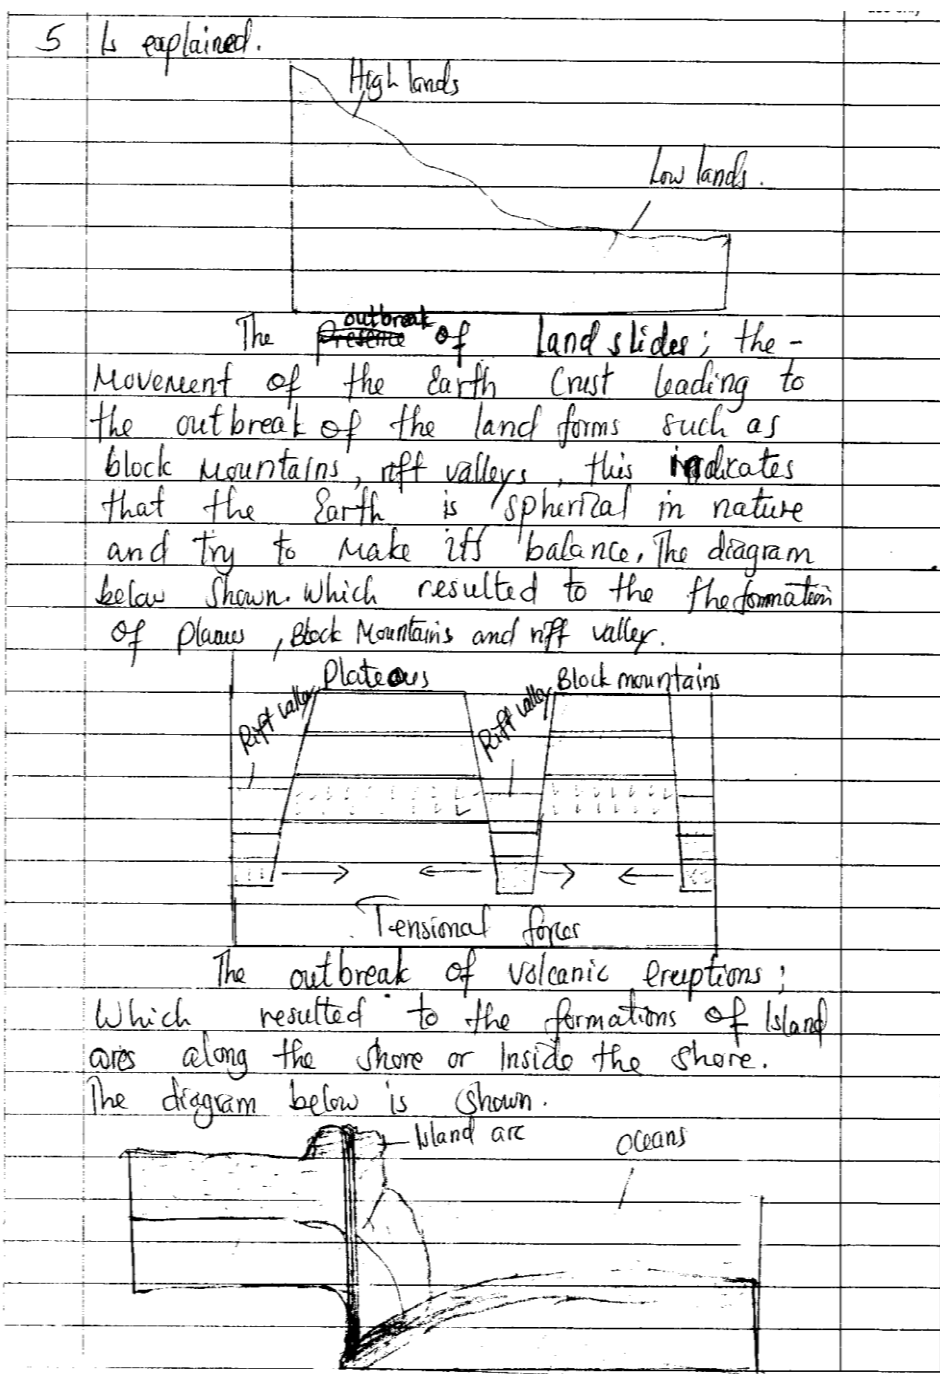 5 Is explained.
High lands
Low lands.
outbreak
The presence of land slides; the -
Movement of the Earth Crust leading to
the outbreak of the land forms such as
block Mountains, rift valleys, this indicates
that the Earth is spherical in nature
and try to make its balance. The diagram
below shown. Which resulted to the the formation
of , Block Mountains and rift valley.
Plateous Block mountains
Rift valley Rift valley
Tensional forces
The outbreak of volcanic eruptions;
Which resulted to the formations of Island
arcs along the shore or Inside the shore.
The diagram below is shown.
Island arc oceans